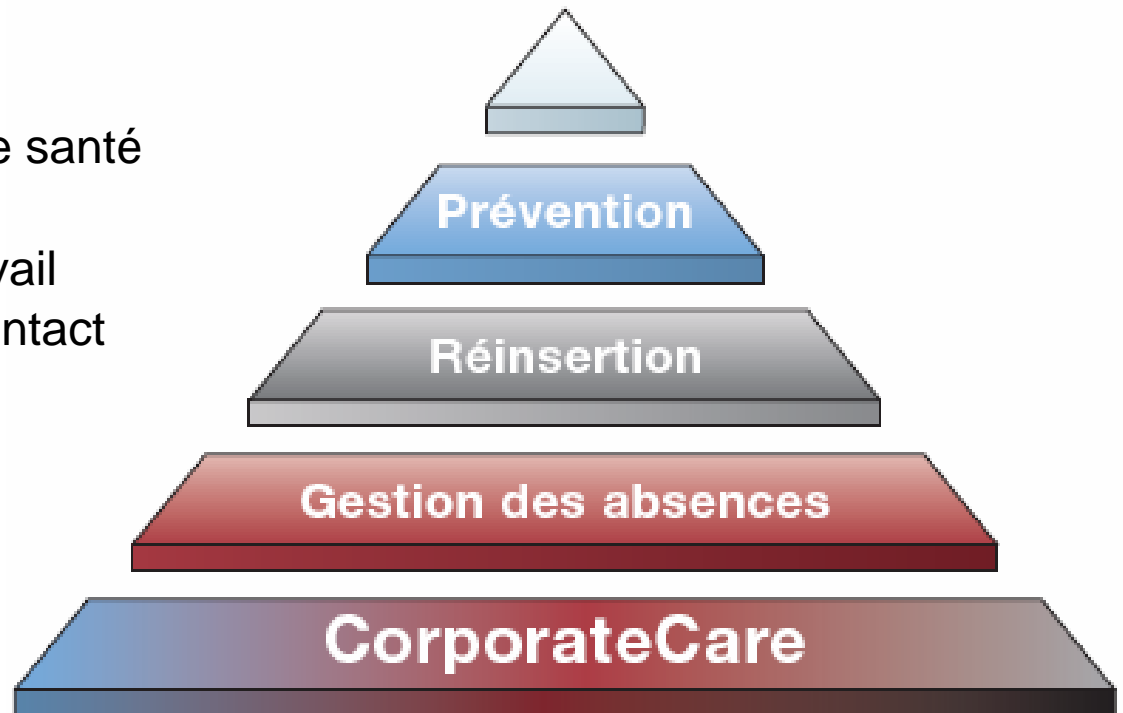 e santé
vail
ntact
Prévention
Réinsertion
Gestion des absences
CorporateCare